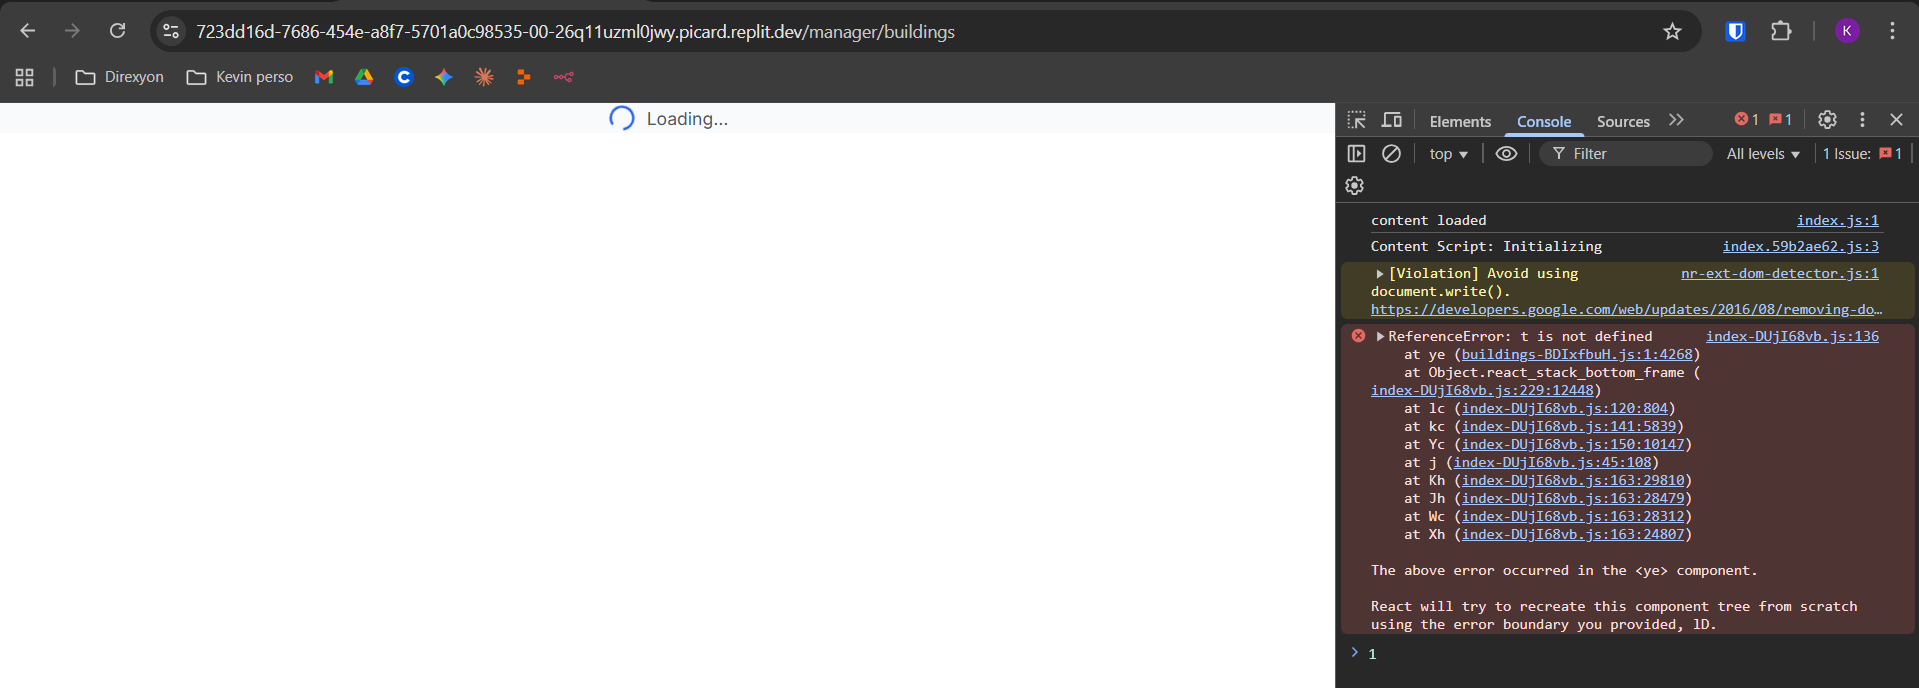 723dd16d-7686-454e-a8f7-5701a0c98535-00-26q11uzml0jwy.picard.replit.dev/manager/buildings
K
Direxyon
Kevin perso
C
Loading...
Elements
Console
Sources
1
1
top
Filter
All levels
1 Issue:
1
content loaded index.js:1
Content Script: Initializing index.59b2ae62.js:3
[Violation] Avoid using nr-ext-dom-detector.js:1
document.write().
https://developers.google.com/web/updates/2016/08/removing-do…
ReferenceError: t is not defined index-DUjI68vb.js:136
at ye (buildings-BDIxfbuH.js:1:4268)
at Object.react_stack_bottom_frame (
index-DUjI68vb.js:229:12448)
at lc (index-DUjI68vb.js:120:804)
at kc (index-DUjI68vb.js:141:5839)
at Yc (index-DUjI68vb.js:150:10147)
at j (index-DUjI68vb.js:45:108)
at Kh (index-DUjI68vb.js:163:29810)
at Jh (index-DUjI68vb.js:163:28479)
at Wc (index-DUjI68vb.js:163:28312)
at Xh (index-DUjI68vb.js:163:24807)
The above error occurred in the <ye> component.
React will try to recreate this component tree from scratch
using the error boundary you provided, lD.
1